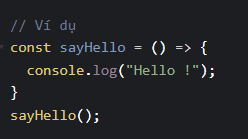 // Ví dụ
const sayHello = () => {
  console.log("Hello !");
}
sayHello();